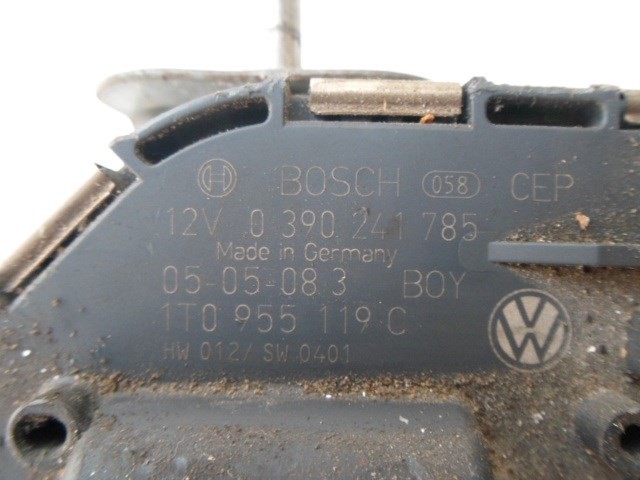 BOSCH 058 CEP
12V 0 390 241 785
Made in Germany
05-05-08 3 BOY
1T0 955 119 C
HW 012/ SW 0401
VW